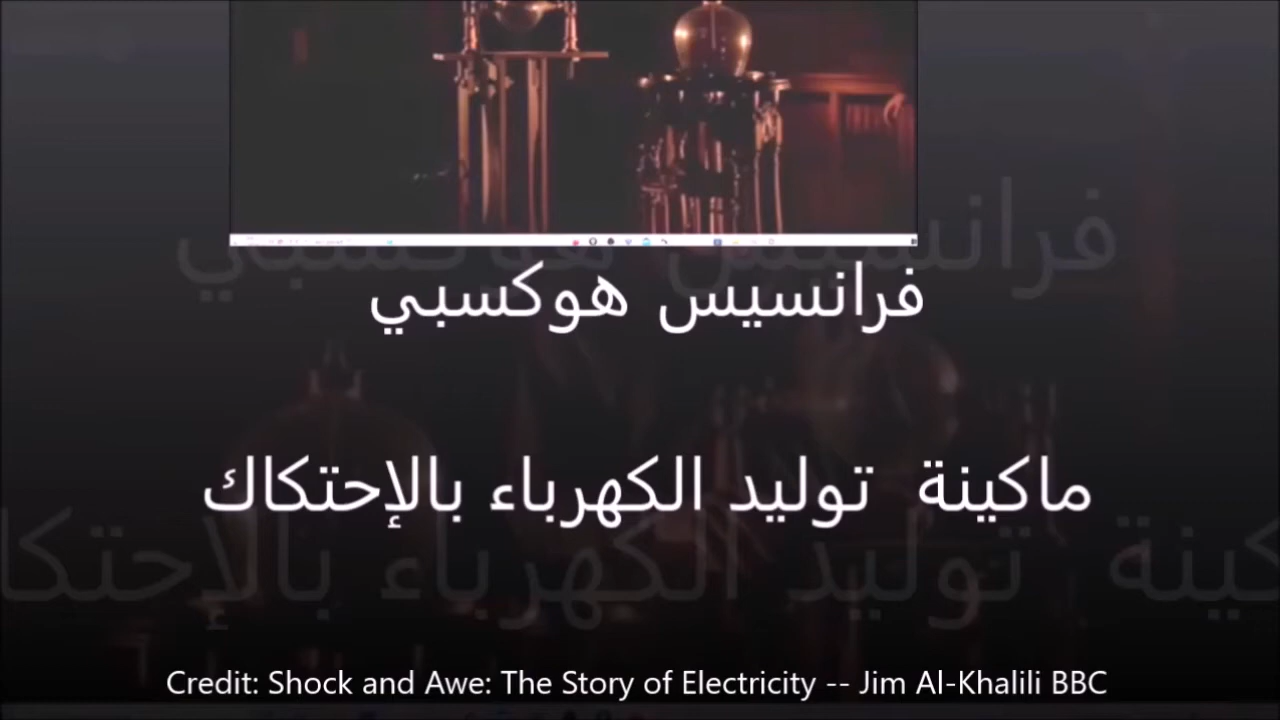 فرانسيس هوكسبي
ماكينة توليد الكهرباء بالإحتكاك
Credit: Shock and Awe: The Story of Electricity -- Jim Al-Khalili BBC